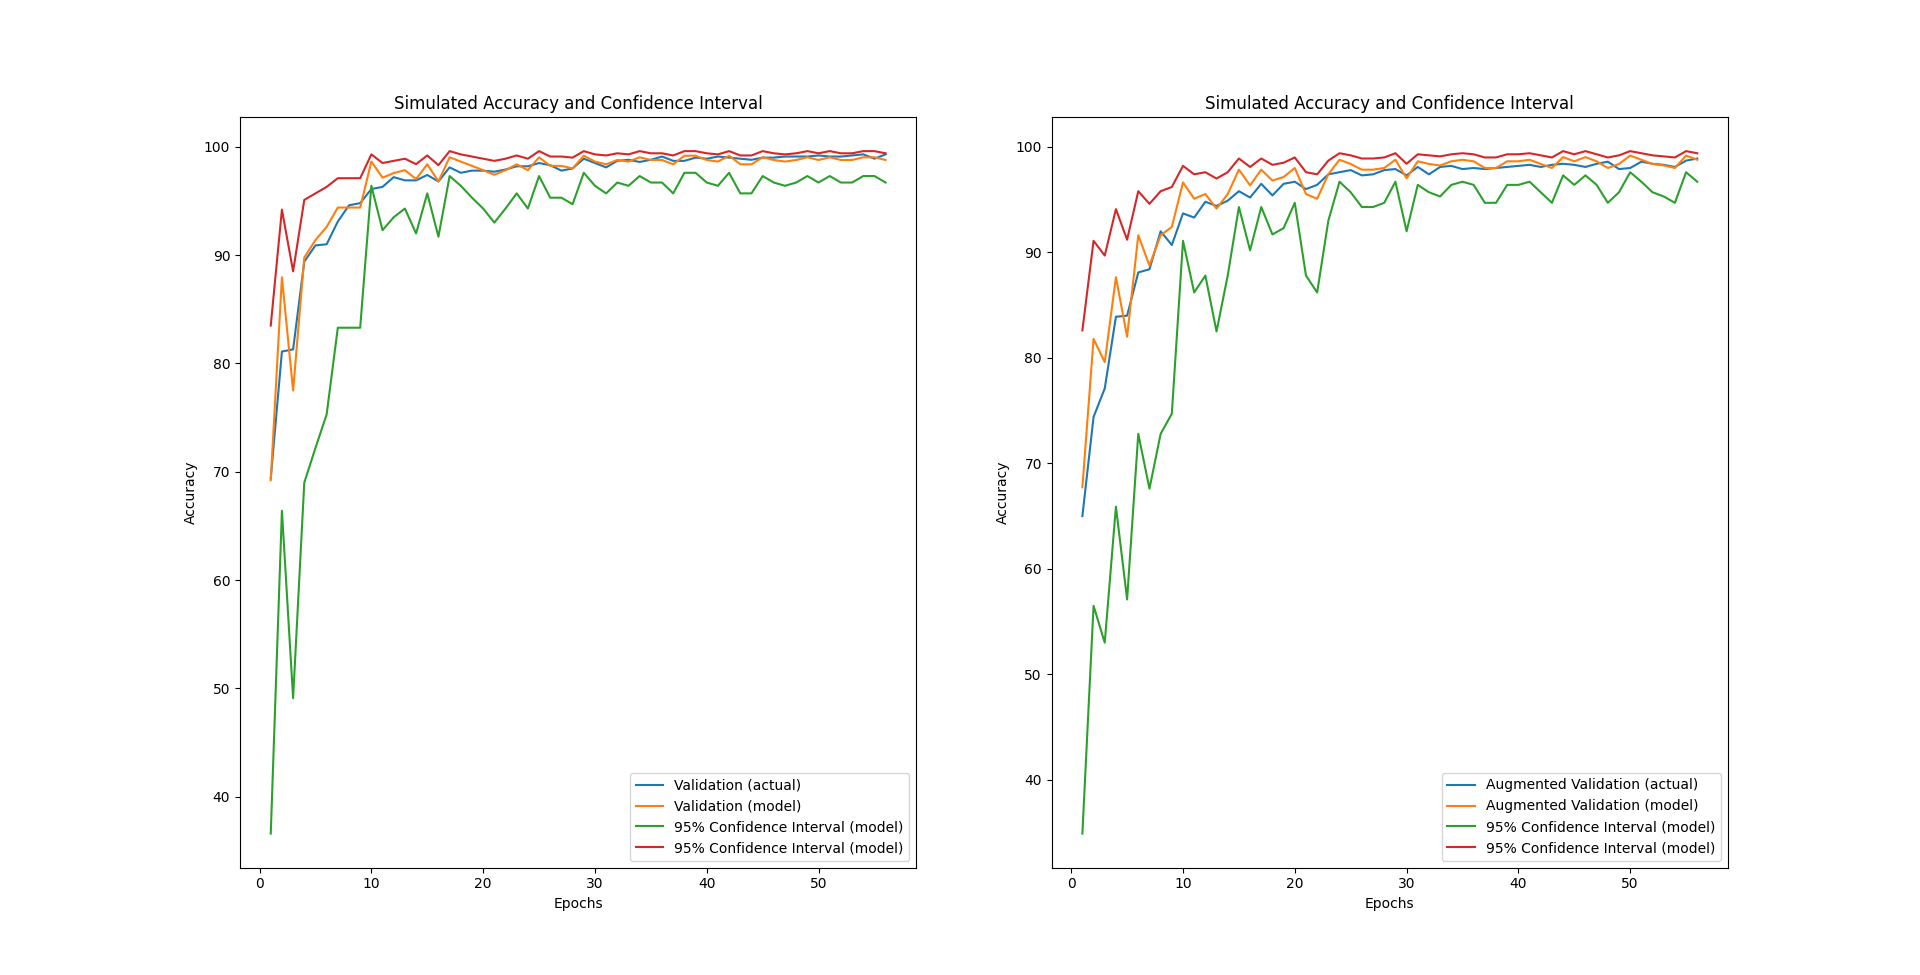 Simulated Accuracy and Confidence Interval
100
90
80
70
60
50
40
Accuracy
0 10 20 30 40 50
Epochs
Validation (actual)
Validation (model)
95% Confidence Interval (model)
95% Confidence Interval (model)
Simulated Accuracy and Confidence Interval
100
90
80
70
60
50
40
Accuracy
0 10 20 30 40 50
Epochs
Augmented Validation (actual)
Augmented Validation (model)
95% Confidence Interval (model)
95% Confidence Interval (model)